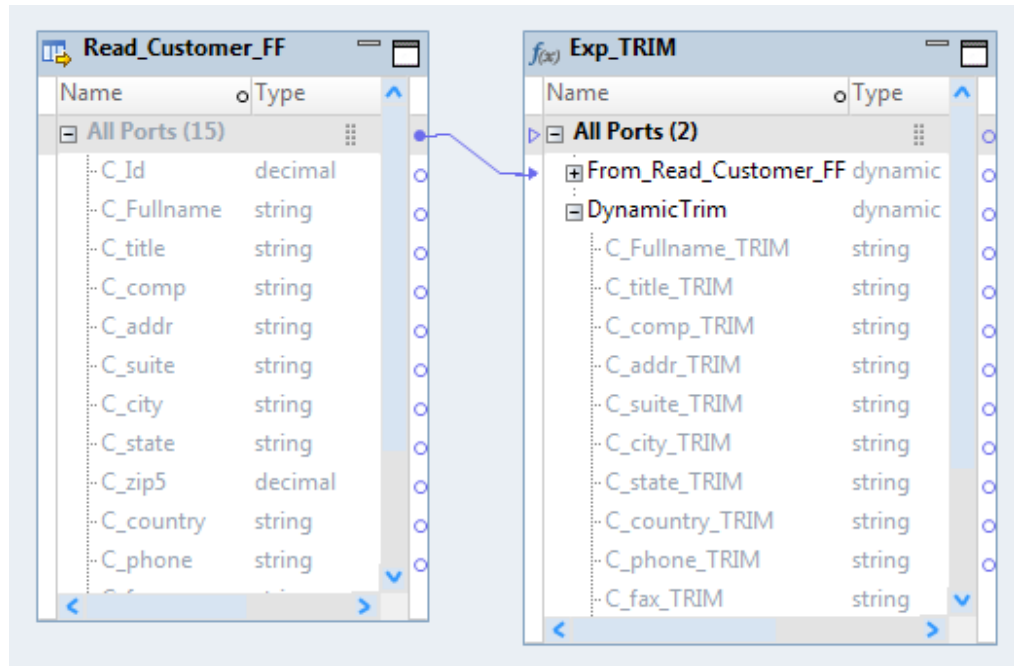 Read_Customer_FF
Name Type
All Ports (15)
C_Id decimal
C_Fullname string
C_title string
C_comp string
C_addr string
C_suite string
C_city string
C_state string
C_zip5 decimal
C_country string
C_phone string
f(x) Exp_TRIM
Name Type
All Ports (2)
From_Read_Customer_FF dynamic
DynamicTrim dynamic
C_Fullname_TRIM string
C_title_TRIM string
C_comp_TRIM string
C_addr_TRIM string
C_suite_TRIM string
C_city_TRIM string
C_state_TRIM string
C_country_TRIM string
C_phone_TRIM string
C_fax_TRIM string